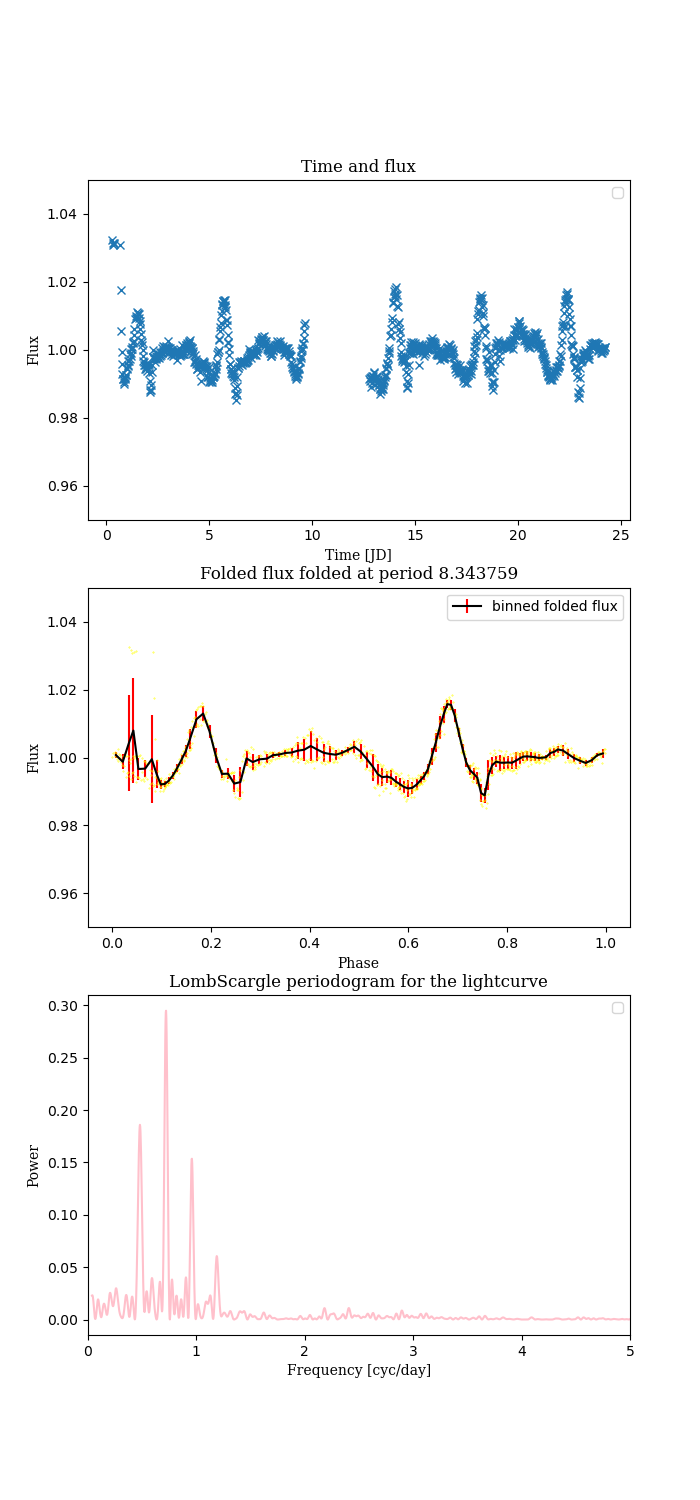 Time and flux
1.04
1.02
1.00
0.98
0.96
Flux
0 5 10 15 20 25
Time [JD]
Folded flux folded at period 8.343759
binned folded flux
1.04
1.02
1.00
0.98
0.96
Flux
0.0 0.2 0.4 0.6 0.8 1.0
Phase
LombScargle periodogram for the lightcurve
0.30
0.25
0.20
0.15
0.10
0.05
0.00
Power
0 1 2 3 4 5
Frequency [cyc/day]